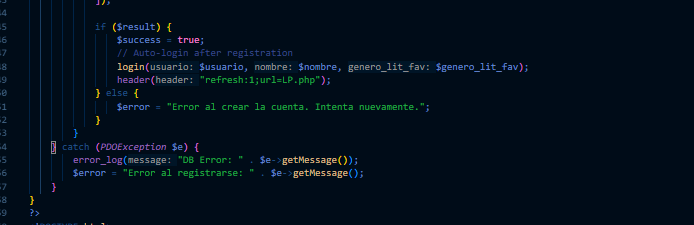 ]);
if ($result) {
$success = true;
// Auto-login after registration
login(usuario: $usuario, nombre: $nombre, genero_lit_fav: $genero_lit_fav);
header(header: "refresh:1;url=LP.php");
} else {
$error = "Error al crear la cuenta. Intenta nuevamente.";
}
}
} catch (PDOException $e) {
error_log(message: "DB Error: " . $e->getMessage());
$error = "Error al registrarse: " . $e->getMessage();
}
}
?>